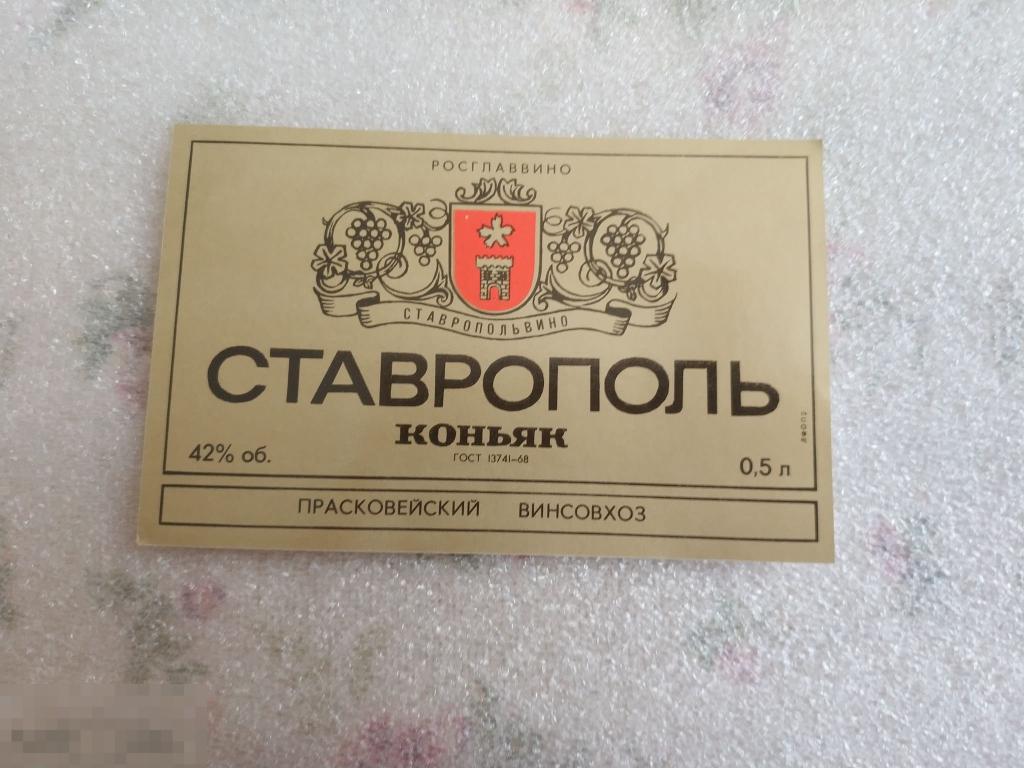 РОСГЛАВВИНО
СТАВРОПОЛЬВИНО
СТАВРОПОЛЬ
коньяк
ГОСТ 13741-68
42% об.
0,5 л
ПРАСКОВЕЙСКИЙ ВИНСОВХОЗ